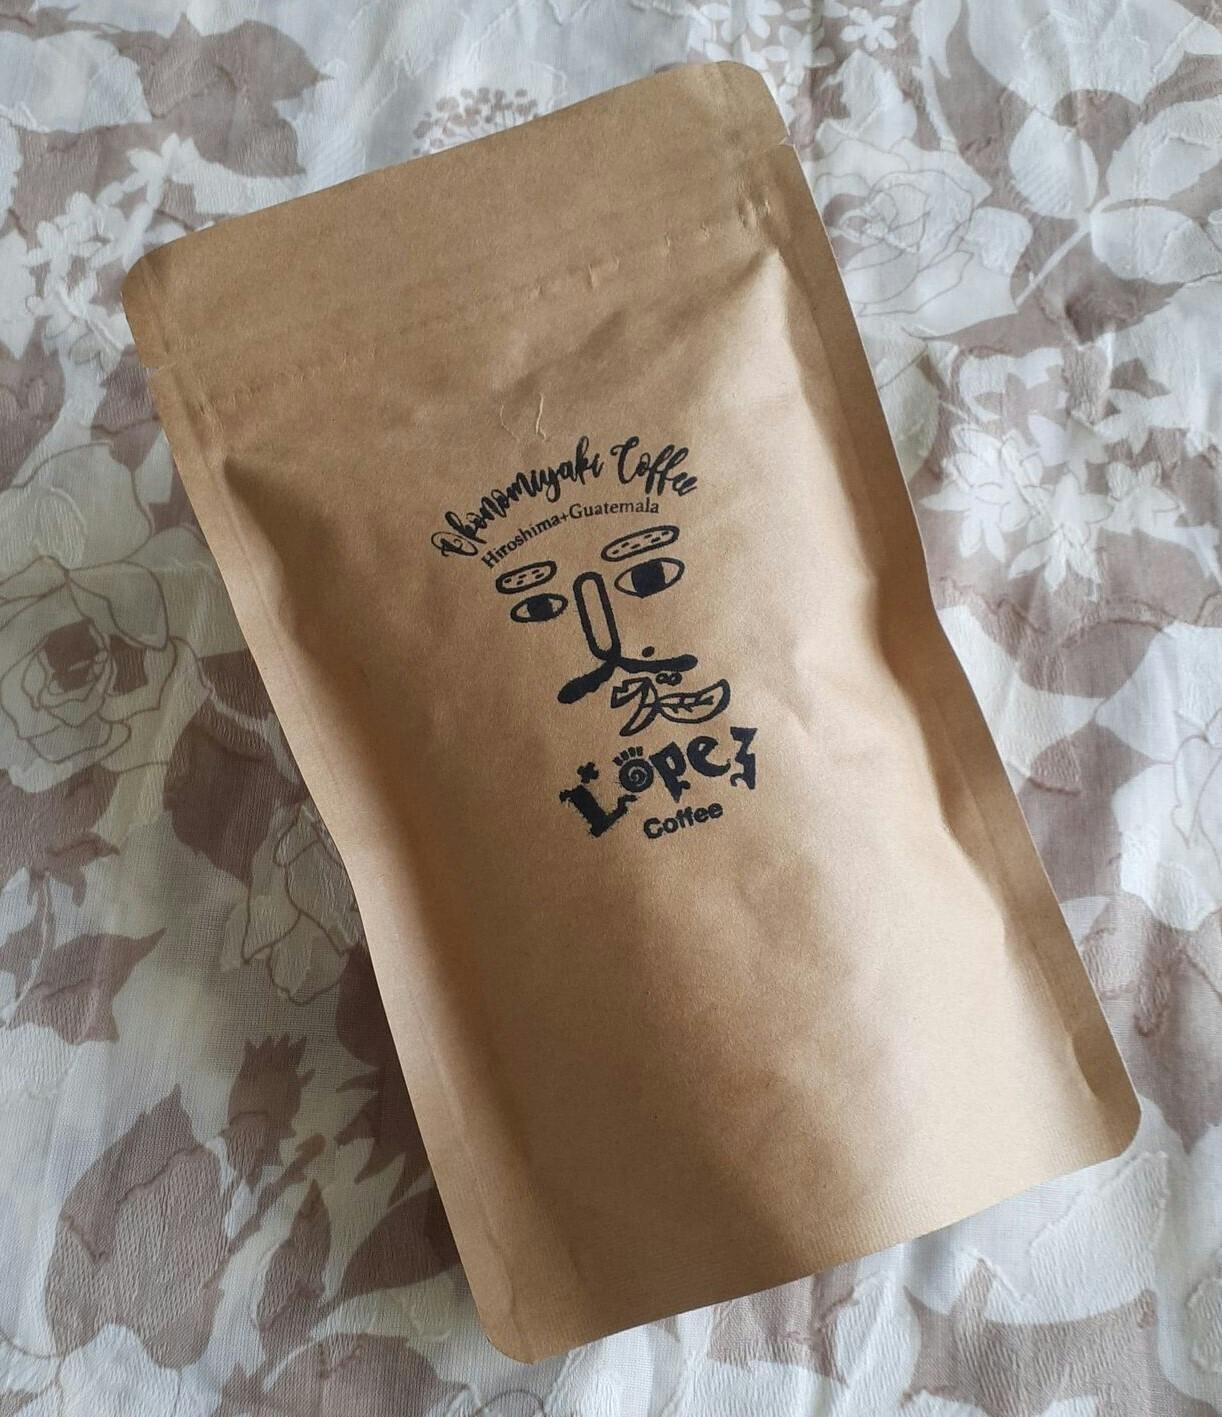 Okonomiyaki Coffee
Hiroshima+Guatemala
Lopez
Coffee